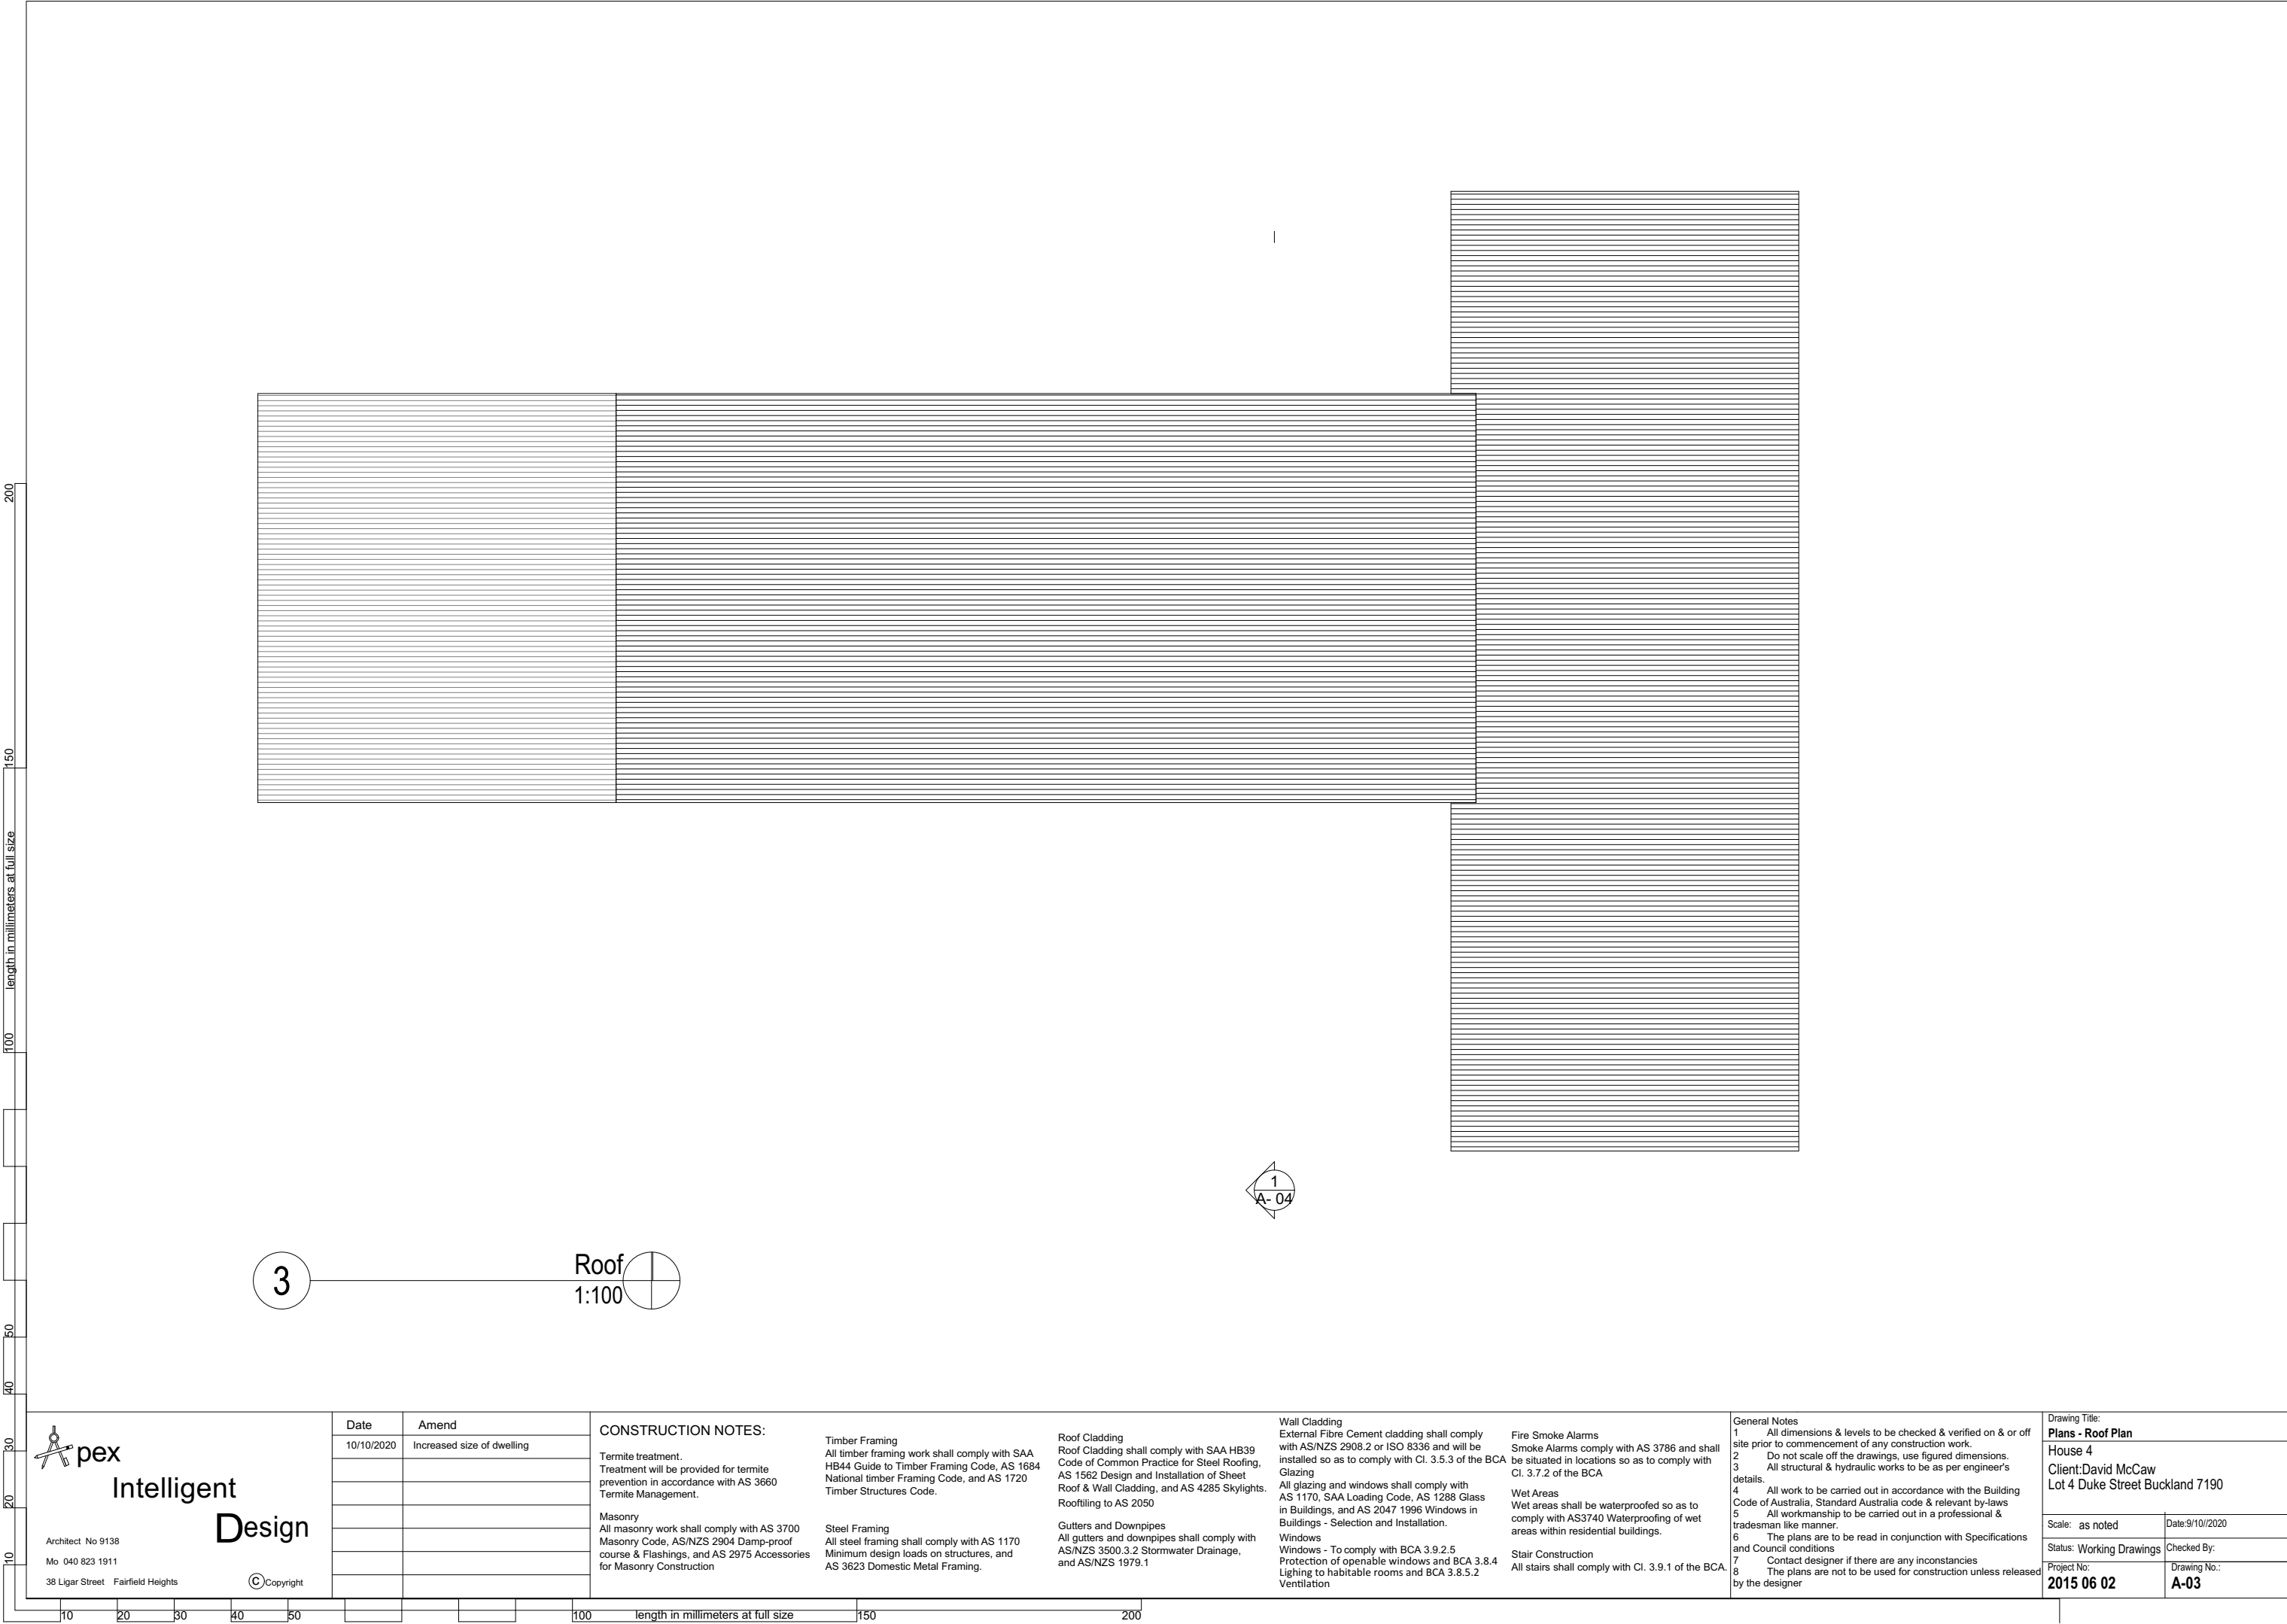 200
150
length in millimeters at full size
100
50
40
30
20
10
1
A- 04
3
Roof
1:100
Apex
Intelligent
Design
Architect No 9138
Mo 040 823 1911
38 Ligar Street Fairfield Heights
C Copyright
Date Amend
10/10/2020 Increased size of dwelling
CONSTRUCTION NOTES:
Termite treatment.
Treatment will be provided for termite
prevention in accordance with AS 3660
Termite Management.
Masonry
All masonry work shall comply with AS 3700
Masonry Code, AS/NZS 2904 Damp-proof
course & Flashings, and AS 2975 Accessories
for Masonry Construction
Timber Framing
All timber framing work shall comply with SAA
HB44 Guide to Timber Framing Code, AS 1684
National timber Framing Code, and AS 1720
Timber Structures Code.
Steel Framing
All steel framing shall comply with AS 1170
Minimum design loads on structures, and
AS 3623 Domestic Metal Framing.
Roof Cladding
Roof Cladding shall comply with SAA HB39
Code of Common Practice for Steel Roofing,
AS 1562 Design and Installation of Sheet
Roof & Wall Cladding, and AS 4285 Skylights.
Rooftiling to AS 2050
Gutters and Downpipes
All gutters and downpipes shall comply with
AS/NZS 3500.3.2 Stormwater Drainage,
and AS/NZS 1979.1
Wall Cladding
External Fibre Cement cladding shall comply
with AS/NZS 2908.2 or ISO 8336 and will be
installed so as to comply with Cl. 3.5.3 of the BCA
Glazing
All glazing and windows shall comply with
AS 1170, SAA Loading Code, AS 1288 Glass
in Buildings, and AS 2047 1996 Windows in
Buildings - Selection and Installation.
Windows
Windows - To comply with BCA 3.9.2.5
Protection of openable windows and BCA 3.8.4
Lighing to habitable rooms and BCA 3.8.5.2
Ventilation
Fire Smoke Alarms
Smoke Alarms comply with AS 3786 and shall
be situated in locations so as to comply with
Cl. 3.7.2 of the BCA
Wet Areas
Wet areas shall be waterproofed so as to
comply with AS3740 Waterproofing of wet
areas within residential buildings.
Stair Construction
All stairs shall comply with Cl. 3.9.1 of the BCA.
General Notes
1 All dimensions & levels to be checked & verified on & or off
site prior to commencement of any construction work.
2 Do not scale off the drawings, use figured dimensions.
3 All structural & hydraulic works to be as per engineer's
details.
4 All work to be carried out in accordance with the Building
Code of Australia, Standard Australia code & relevant by-laws
5 All workmanship to be carried out in a professional &
tradesman like manner.
6 The plans are to be read in conjunction with Specifications
and Council conditions
7 Contact designer if there are any inconstancies
8 The plans are not to be used for construction unless released
by the designer
Drawing Title:
Plans - Roof Plan
House 4
Client:David McCaw
Lot 4 Duke Street Buckland 7190
Scale: as noted Date:9/10//2020
Status: Working Drawings Checked By:
Project No: Drawing No.:
2015 06 02 A-03
10 20 30 40 50 100 length in millimeters at full size 150 200